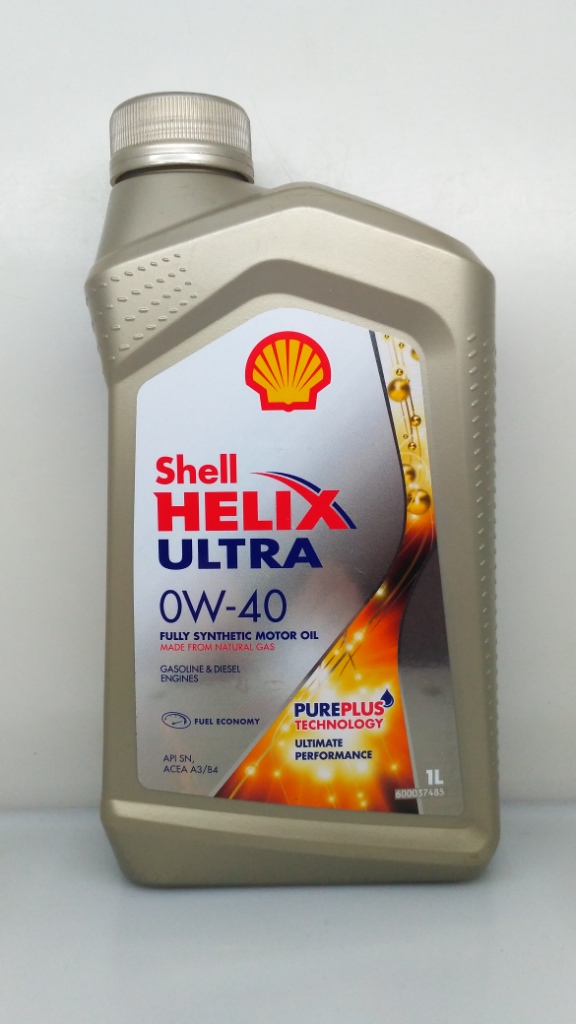 Shell
HELIX
ULTRA
0W-40
FULLY SYNTHETIC MOTOR OIL
MADE FROM NATURAL GAS
GASOLINE & DIESEL
ENGINES
FUEL ECONOMY
PUREPLUS
TECHNOLOGY
ULTIMATE
PERFORMANCE
API SN,
ACEA A3/B4
1L
600037485